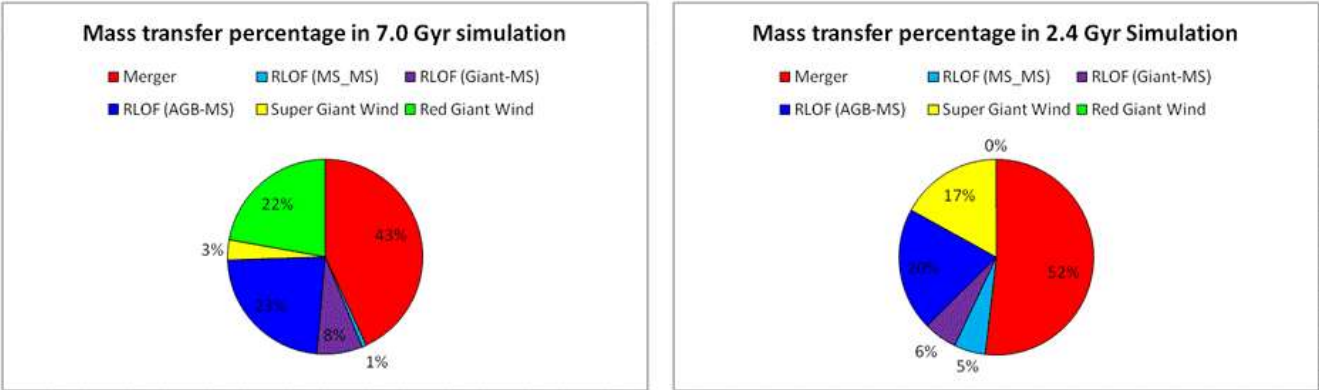 Mass transfer percentage in 7.0 Gyr simulation
Merger RLOF (MS_MS) RLOF (Giant-MS)
RLOF (AGB-MS) Super Giant Wind Red Giant Wind
22%
43%
3%
23%
8%
1%
Mass transfer percentage in 2.4 Gyr Simulation
Merger RLOF (MS_MS) RLOF (Giant-MS)
RLOF (AGB-MS) Super Giant Wind Red Giant Wind
0%
17%
20%
52%
6%
5%